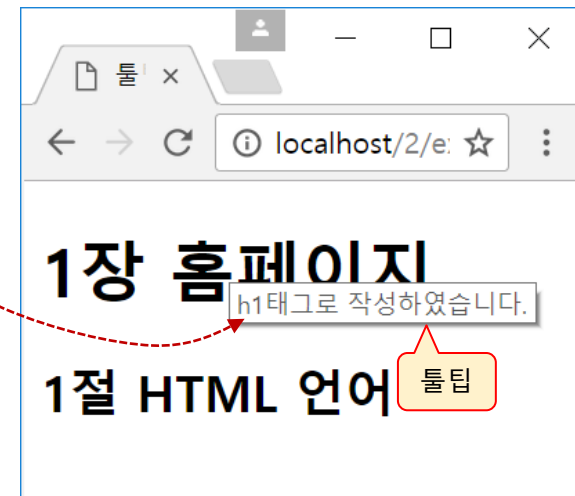 툴
localhost/2/e
1장 홈페이지
h1태그로 작성하였습니다.
1절 HTML 언어
툴팁